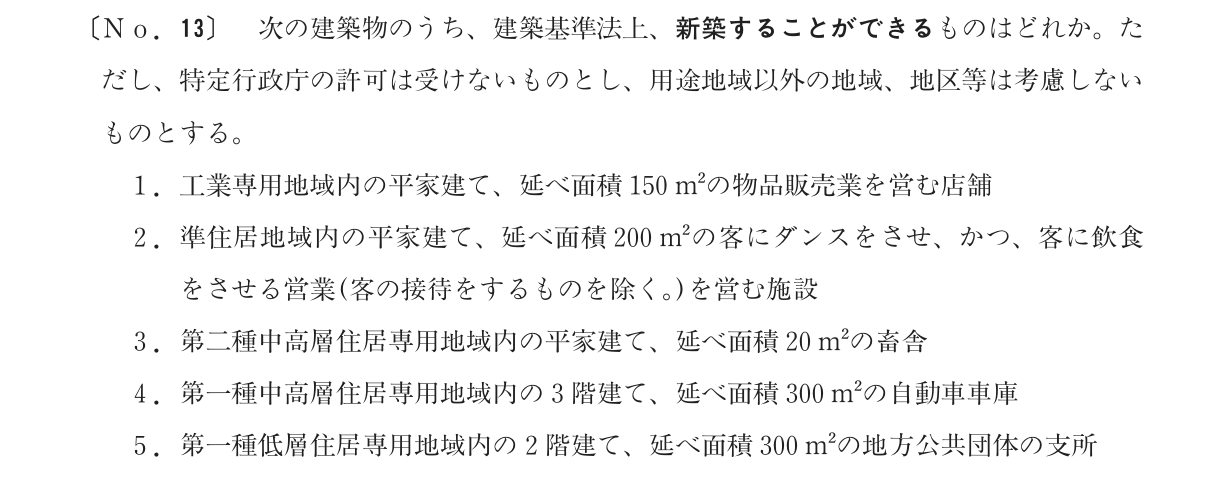 〔Ｎｏ．13〕　次の建築物のうち、建築基準法上、新築することができるものはどれか。た
だし、特定行政庁の許可は受けないものとし、用途地域以外の地域、地区等は考慮しない
ものとする。
１．工業専用地域内の平家建て、延べ面積 150 m²の物品販売業を営む店舗
２．準住居地域内の平家建て、延べ面積 200 m²の客にダンスをさせ、かつ、客に飲食
をさせる営業(客の接待をするものを除く。)を営む施設
３．第二種中高層住居専用地域内の平家建て、延べ面積 20 m²の畜舎
４．第一種中高層住居専用地域内の 3 階建て、延べ面積 300 m²の自動車車庫
５．第一種低層住居専用地域内の 2 階建て、延べ面積 300 m²の地方公共団体の支所